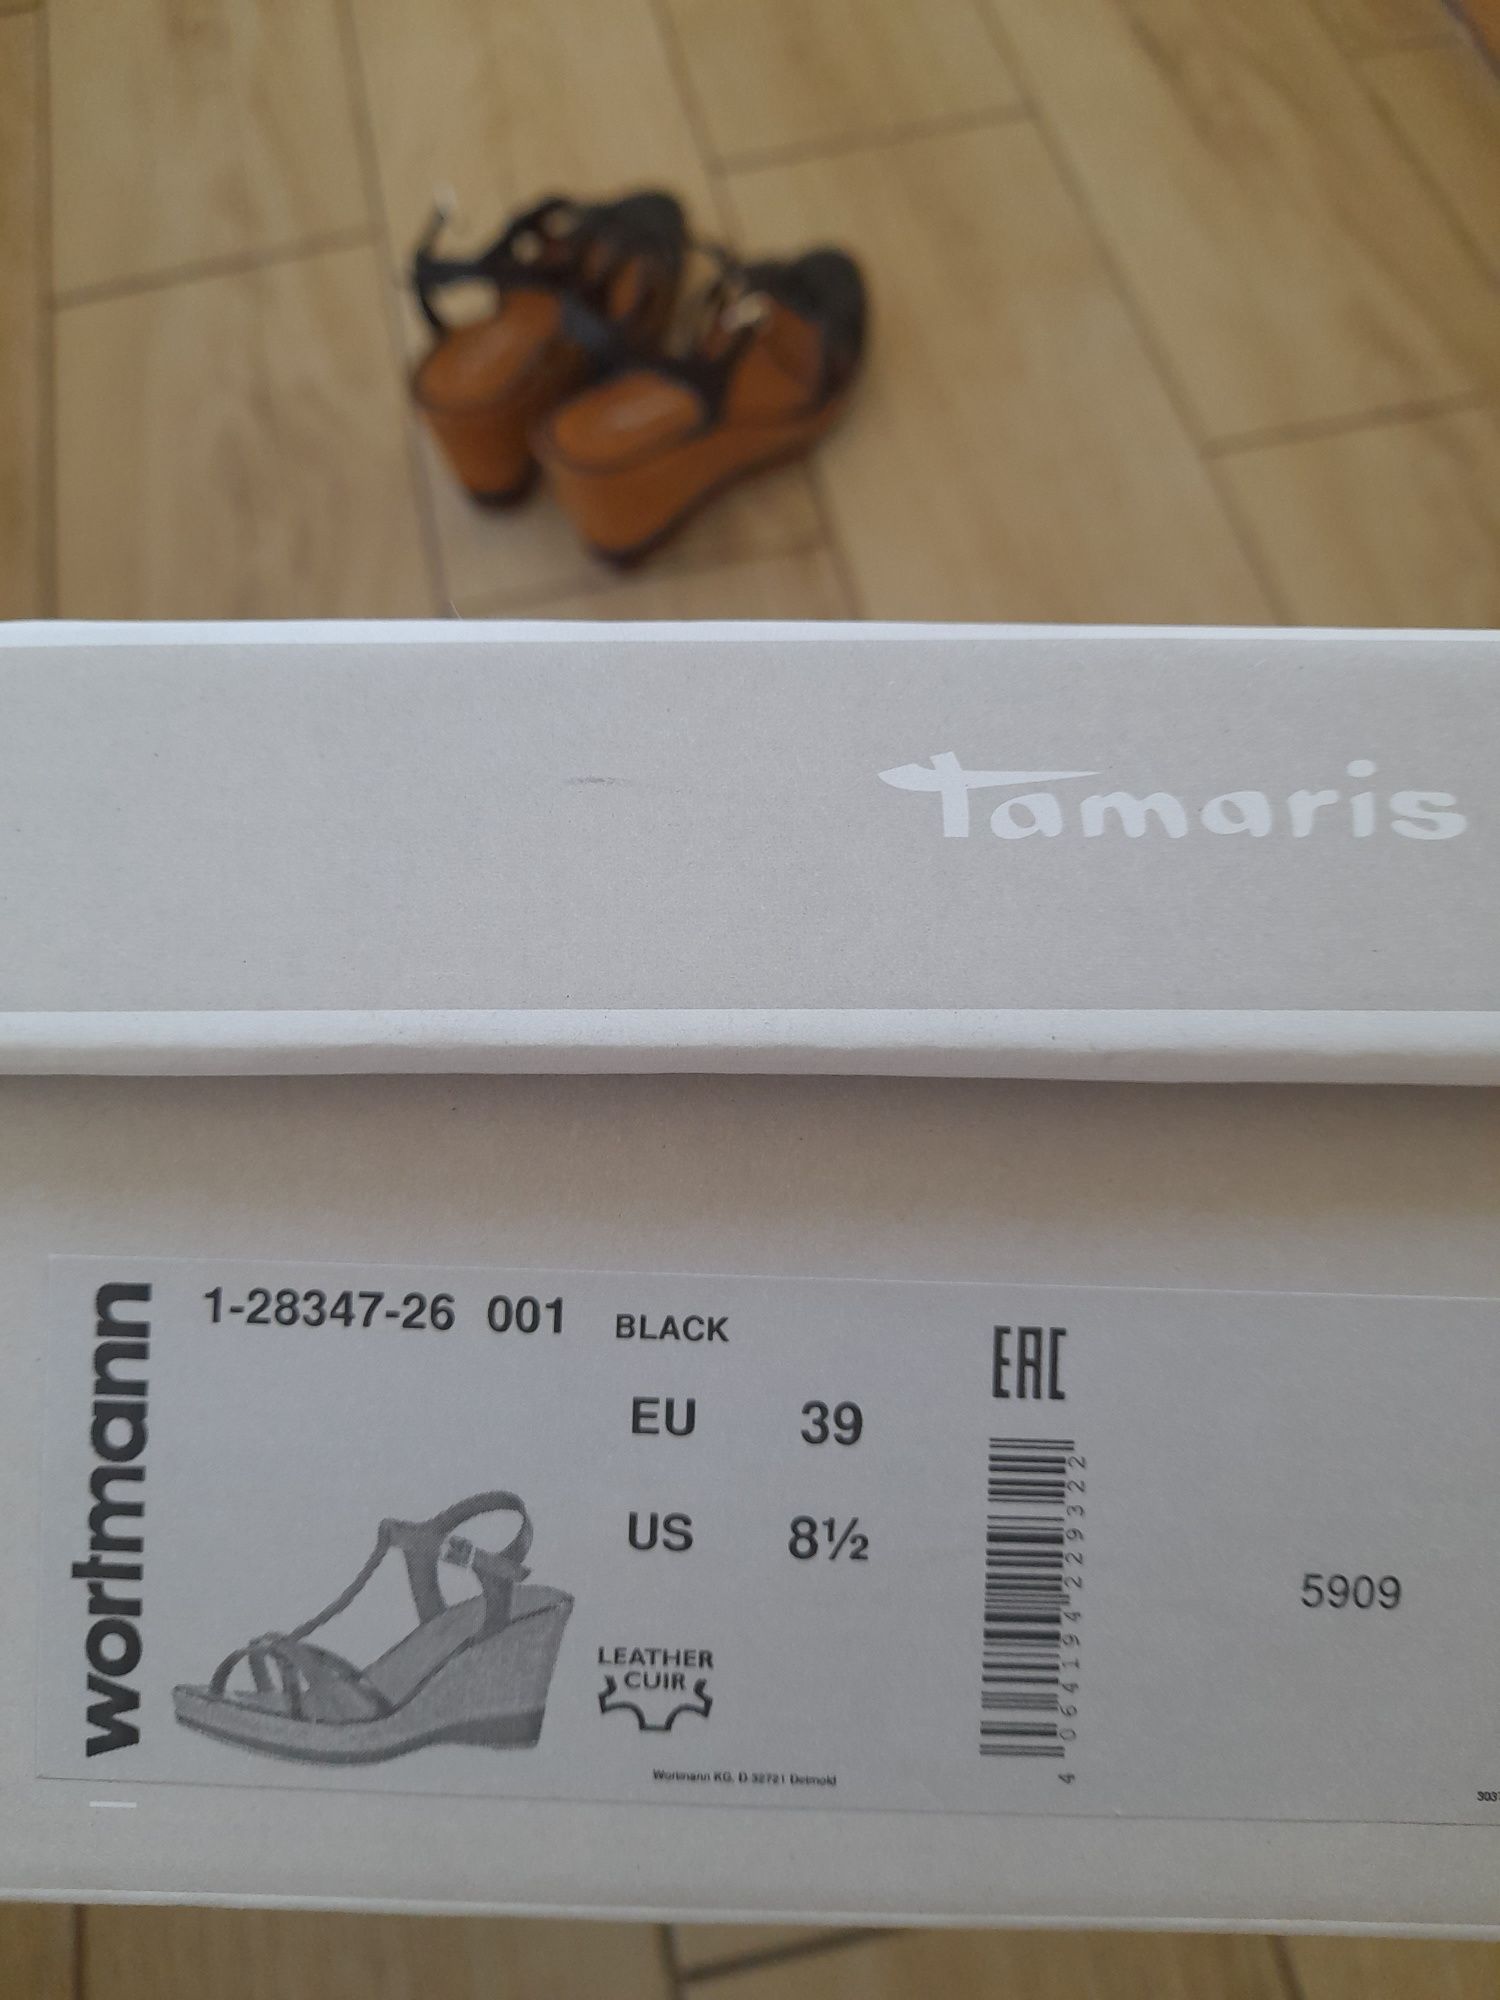 Tamaris
wortmann
1-28347-26 001 BLACK
EAC
EU 39
US 8½
5909
LEATHER
CUIR
Wortmann KG. D 32721 Detmold
4 064194 229322